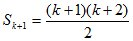 S_{k+1} = \frac{(k+1)(k+2)}{2}